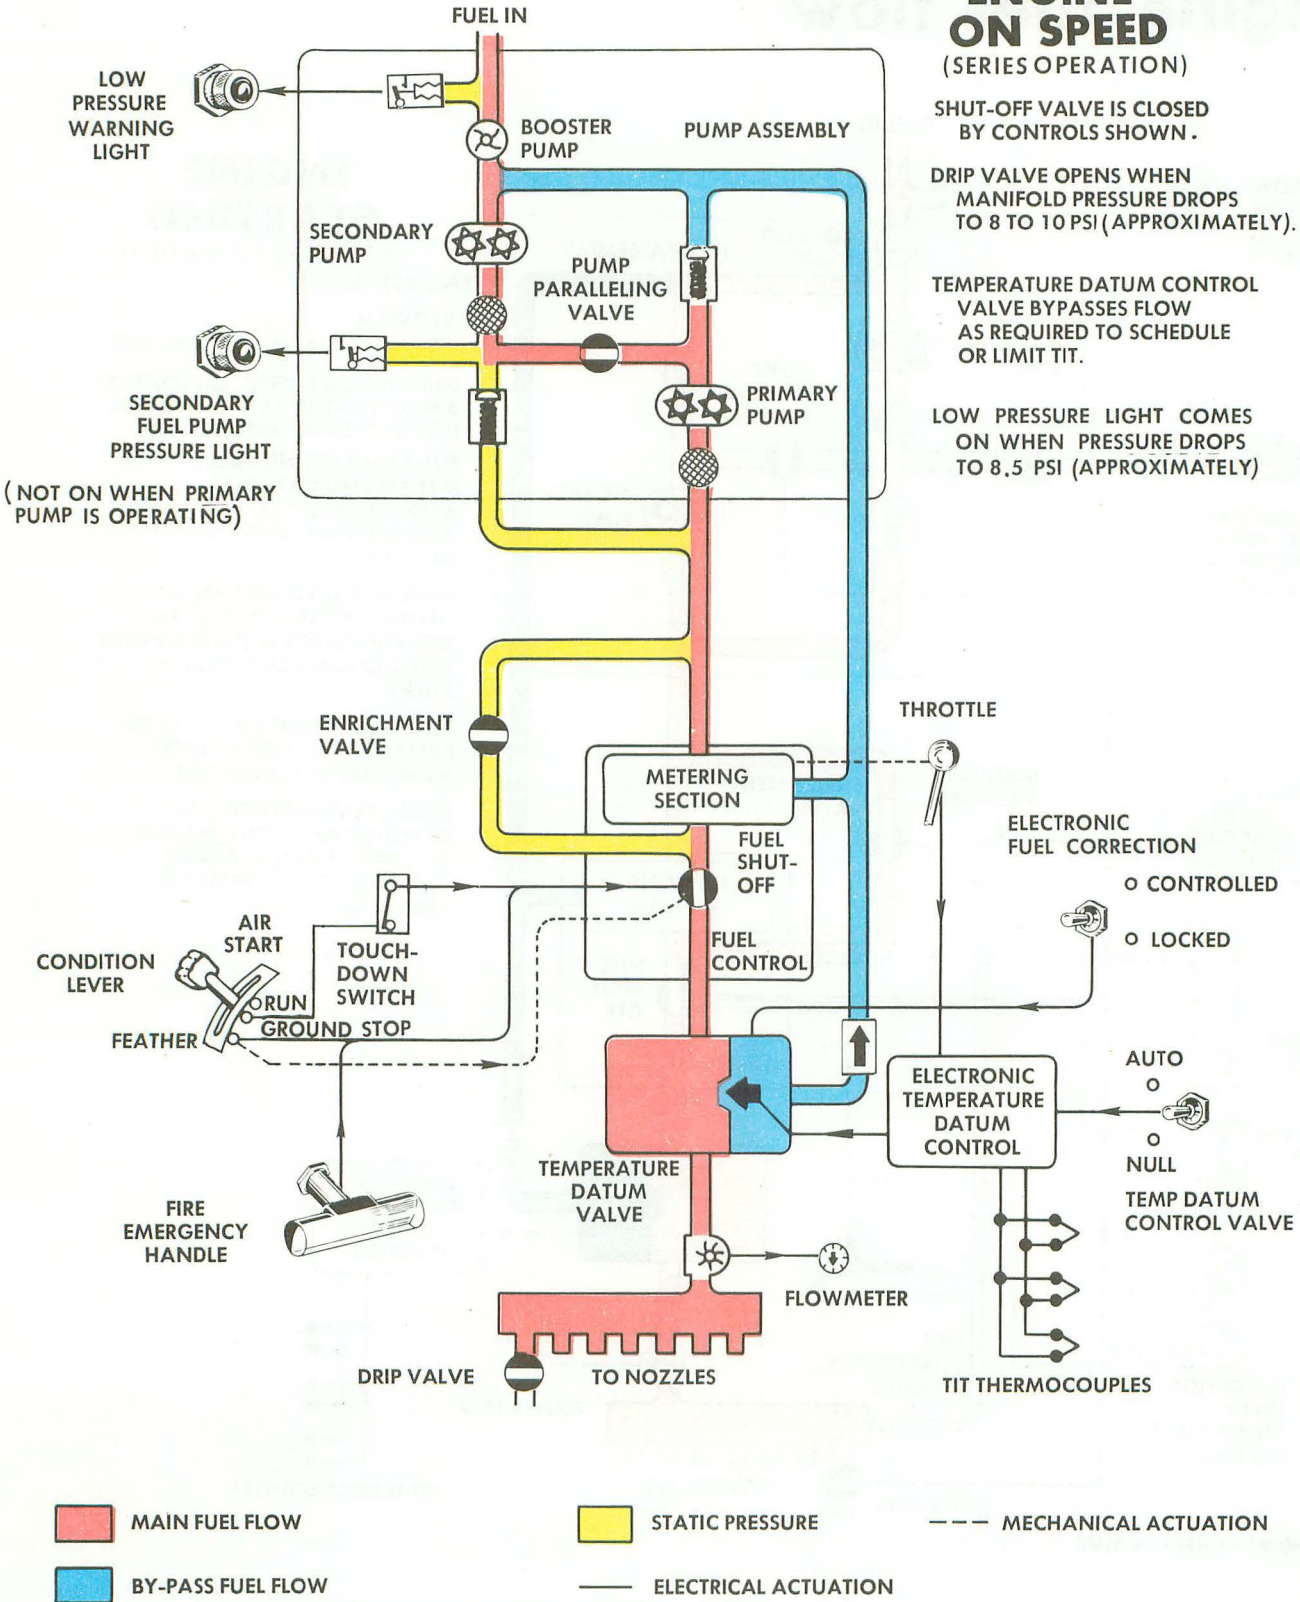 FUEL IN
ENGINE
ON SPEED
(SERIES OPERATION)
SHUT-OFF VALVE IS CLOSED
BY CONTROLS SHOWN.
DRIP VALVE OPENS WHEN
MANIFOLD PRESSURE DROPS
TO 8 TO 10 PSI (APPROXIMATELY).
TEMPERATURE DATUM CONTROL
VALVE BYPASSES FLOW
AS REQUIRED TO SCHEDULE
OR LIMIT TIT.
LOW PRESSURE LIGHT COMES
ON WHEN PRESSURE DROPS
TO 8.5 PSI (APPROXIMATELY)
LOW
PRESSURE
WARNING
LIGHT
BOOSTER
PUMP
PUMP ASSEMBLY
SECONDARY
PUMP
PUMP
PARALLELING
VALVE
PRIMARY
PUMP
SECONDARY
FUEL PUMP
PRESSURE LIGHT
(NOT ON WHEN PRIMARY
PUMP IS OPERATING)
ENRICHMENT
VALVE
METERING
SECTION
THROTTLE
FUEL
SHUT-
OFF
FUEL
CONTROL
ELECTRONIC
FUEL CORRECTION
CONTROLLED
LOCKED
AIR
START
CONDITION
LEVER
RUN
GROUND STOP
FEATHER
TOUCH-
DOWN
SWITCH
ELECTRONIC
TEMPERATURE
DATUM
CONTROL
AUTO
NULL
TEMP DATUM
CONTROL VALVE
TEMPERATURE
DATUM
VALVE
FIRE
EMERGENCY
HANDLE
FLOWMETER
DRIP VALVE
TO NOZZLES
TIT THERMOCOUPLES
MAIN FUEL FLOW
STATIC PRESSURE
MECHANICAL ACTUATION
BY-PASS FUEL FLOW
ELECTRICAL ACTUATION